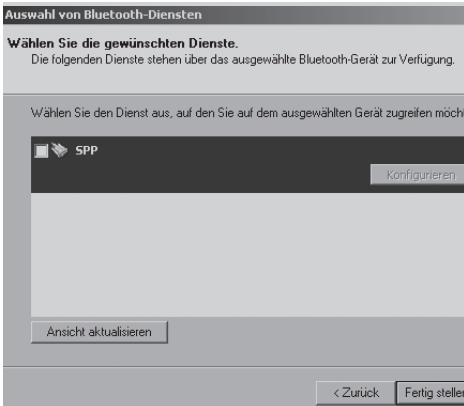 Auswahl von Bluetooth-Diensten
Wählen Sie die gewünschten Dienste.
Die folgenden Dienste stehen über das ausgewählte Bluetooth-Gerät zur Verfügung.
Wählen Sie den Dienst aus, auf den Sie auf dem ausgewählten Gerät zugreifen möch
SPP
Konfigurieren
Ansicht aktualisieren
< Zurück
Fertig steller